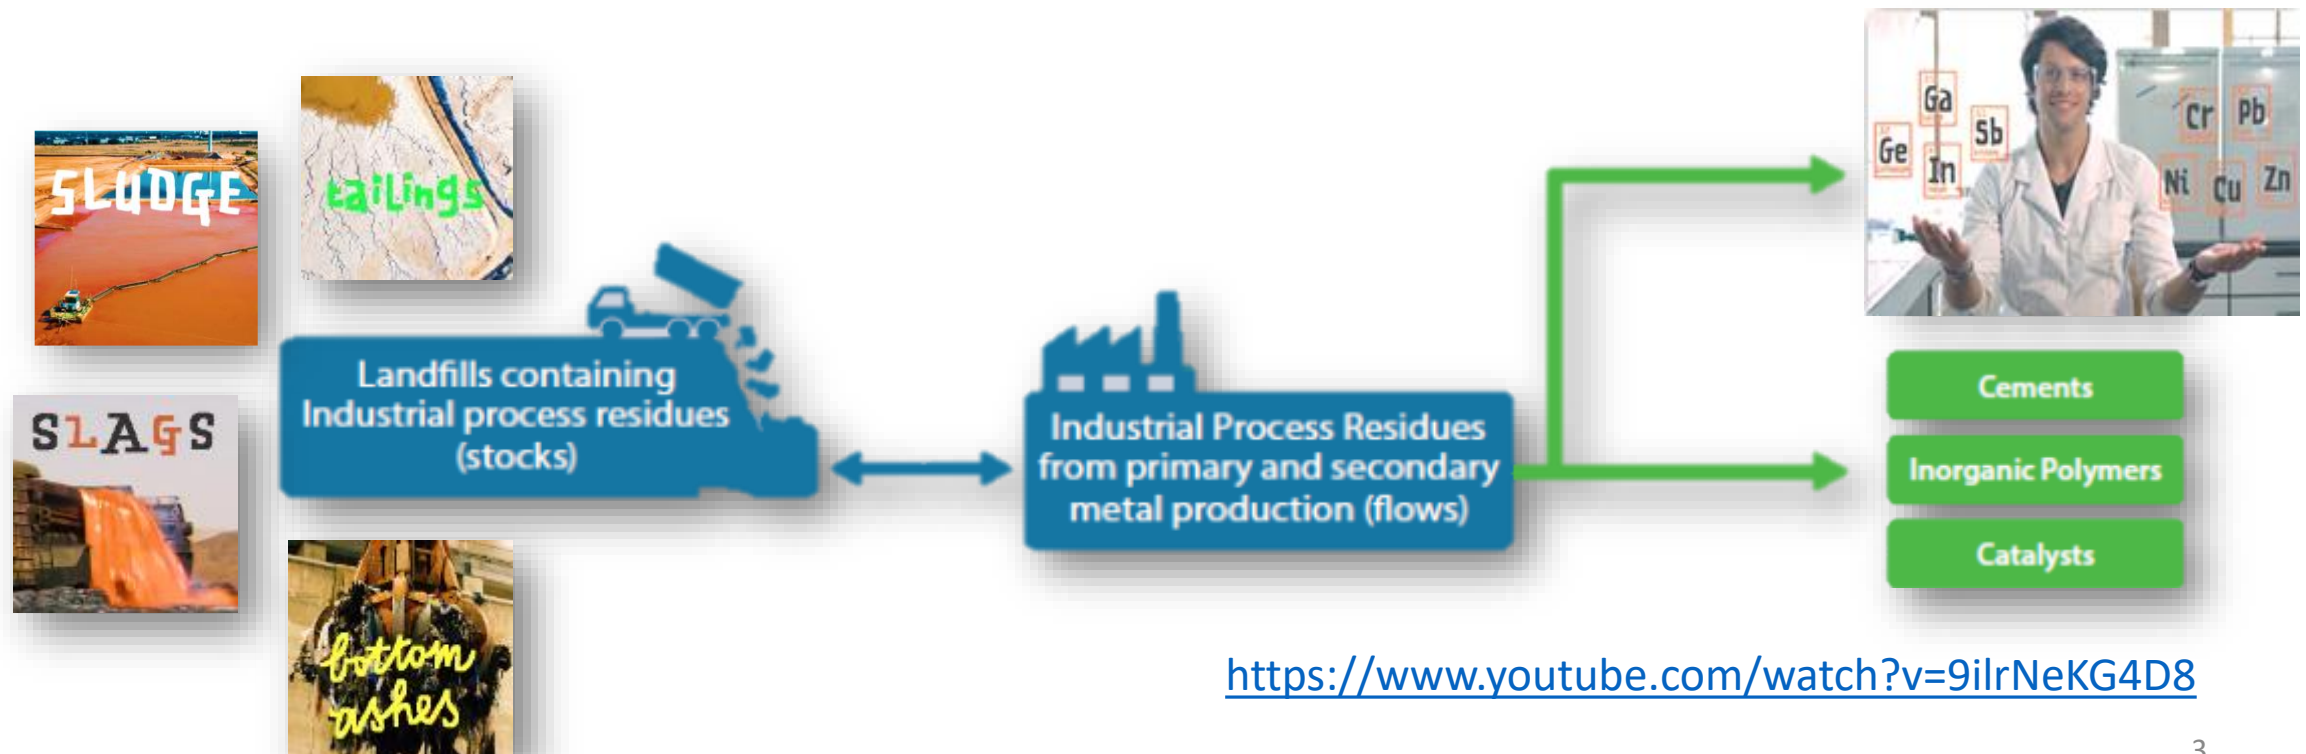 SLUDGE
tailings
SLAGS
bottom
ashes
Landfills containing
Industrial process residues
(stocks)
Industrial Process Residues
from primary and secondary
metal production (flows)
Ga
Ge
In
Sb
Cr
Pb
Ni
Cu
Zn
Cements
Inorganic Polymers
Catalysts
https://www.youtube.com/watch?v=9ilrNeKG4D8
3